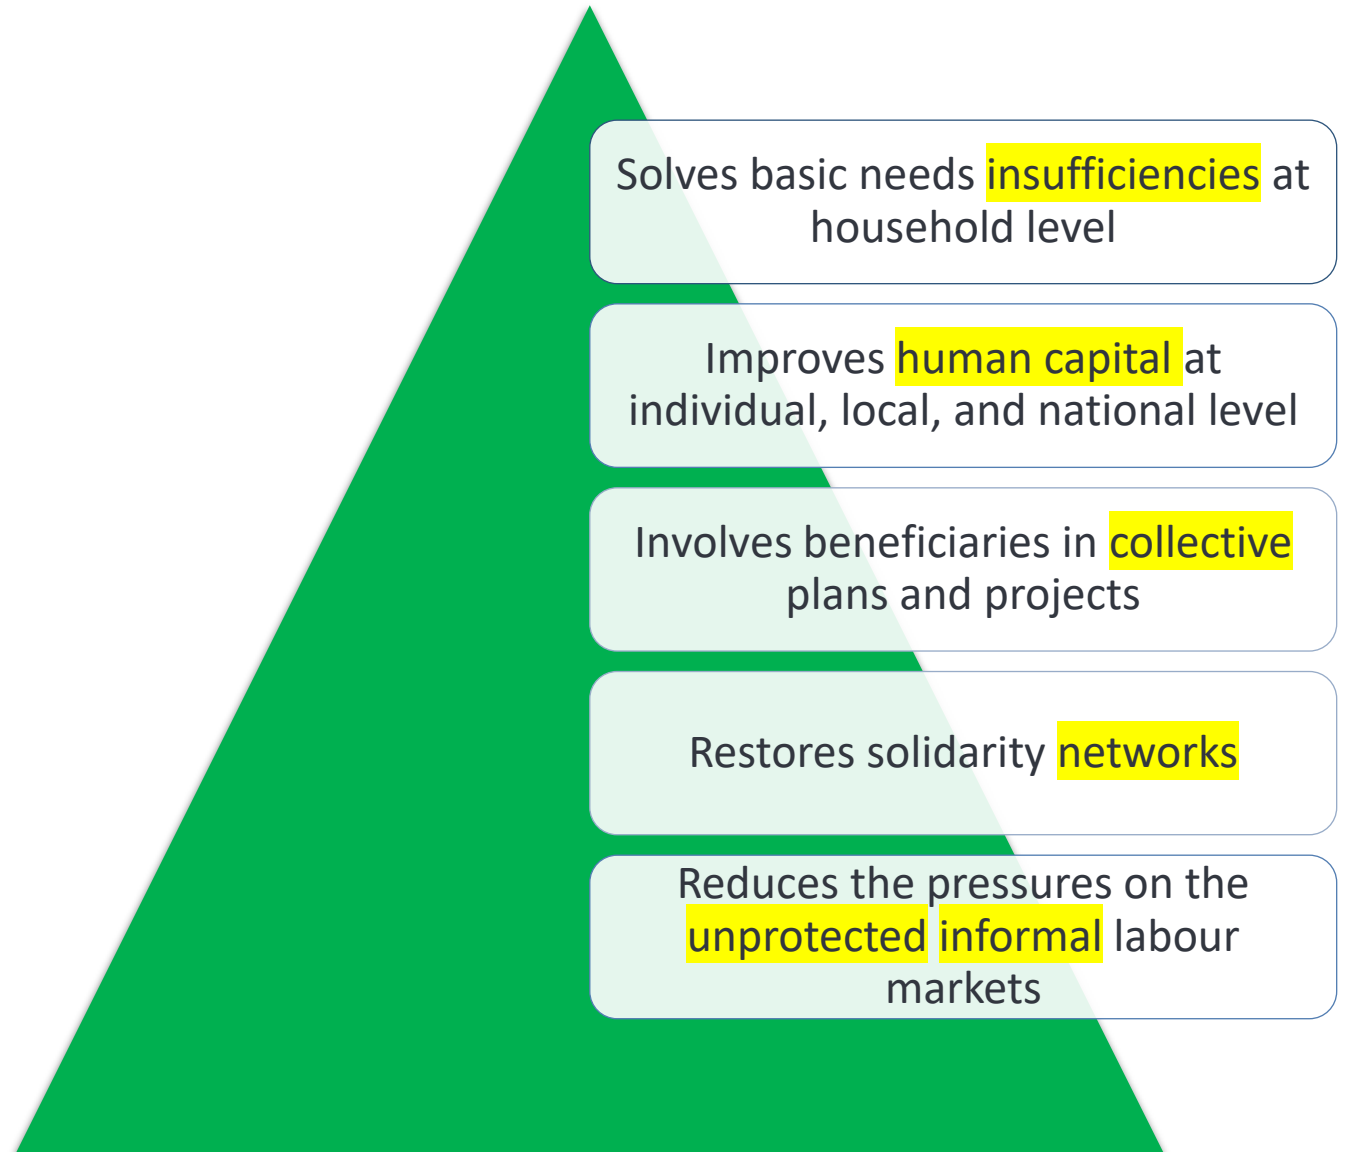 Solves basic needs insufficiencies at
household level
Improves human capital at
individual, local, and national level
Involves beneficiaries in collective
plans and projects
Restores solidarity networks
Reduces the pressures on the
unprotected informal labour
markets